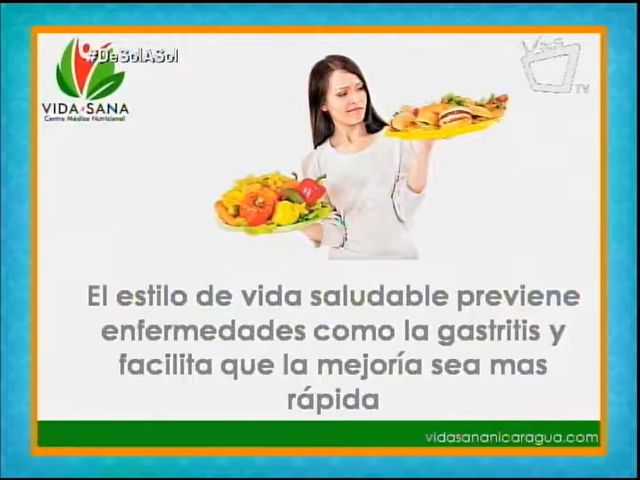 #DeSolASol
VIDA SANA
Centro Médico Nutricional
TV
El estilo de vida saludable previene
enfermedades como la gastritis y
facilita que la mejoría sea mas
rápida
vidasananicaragua.com